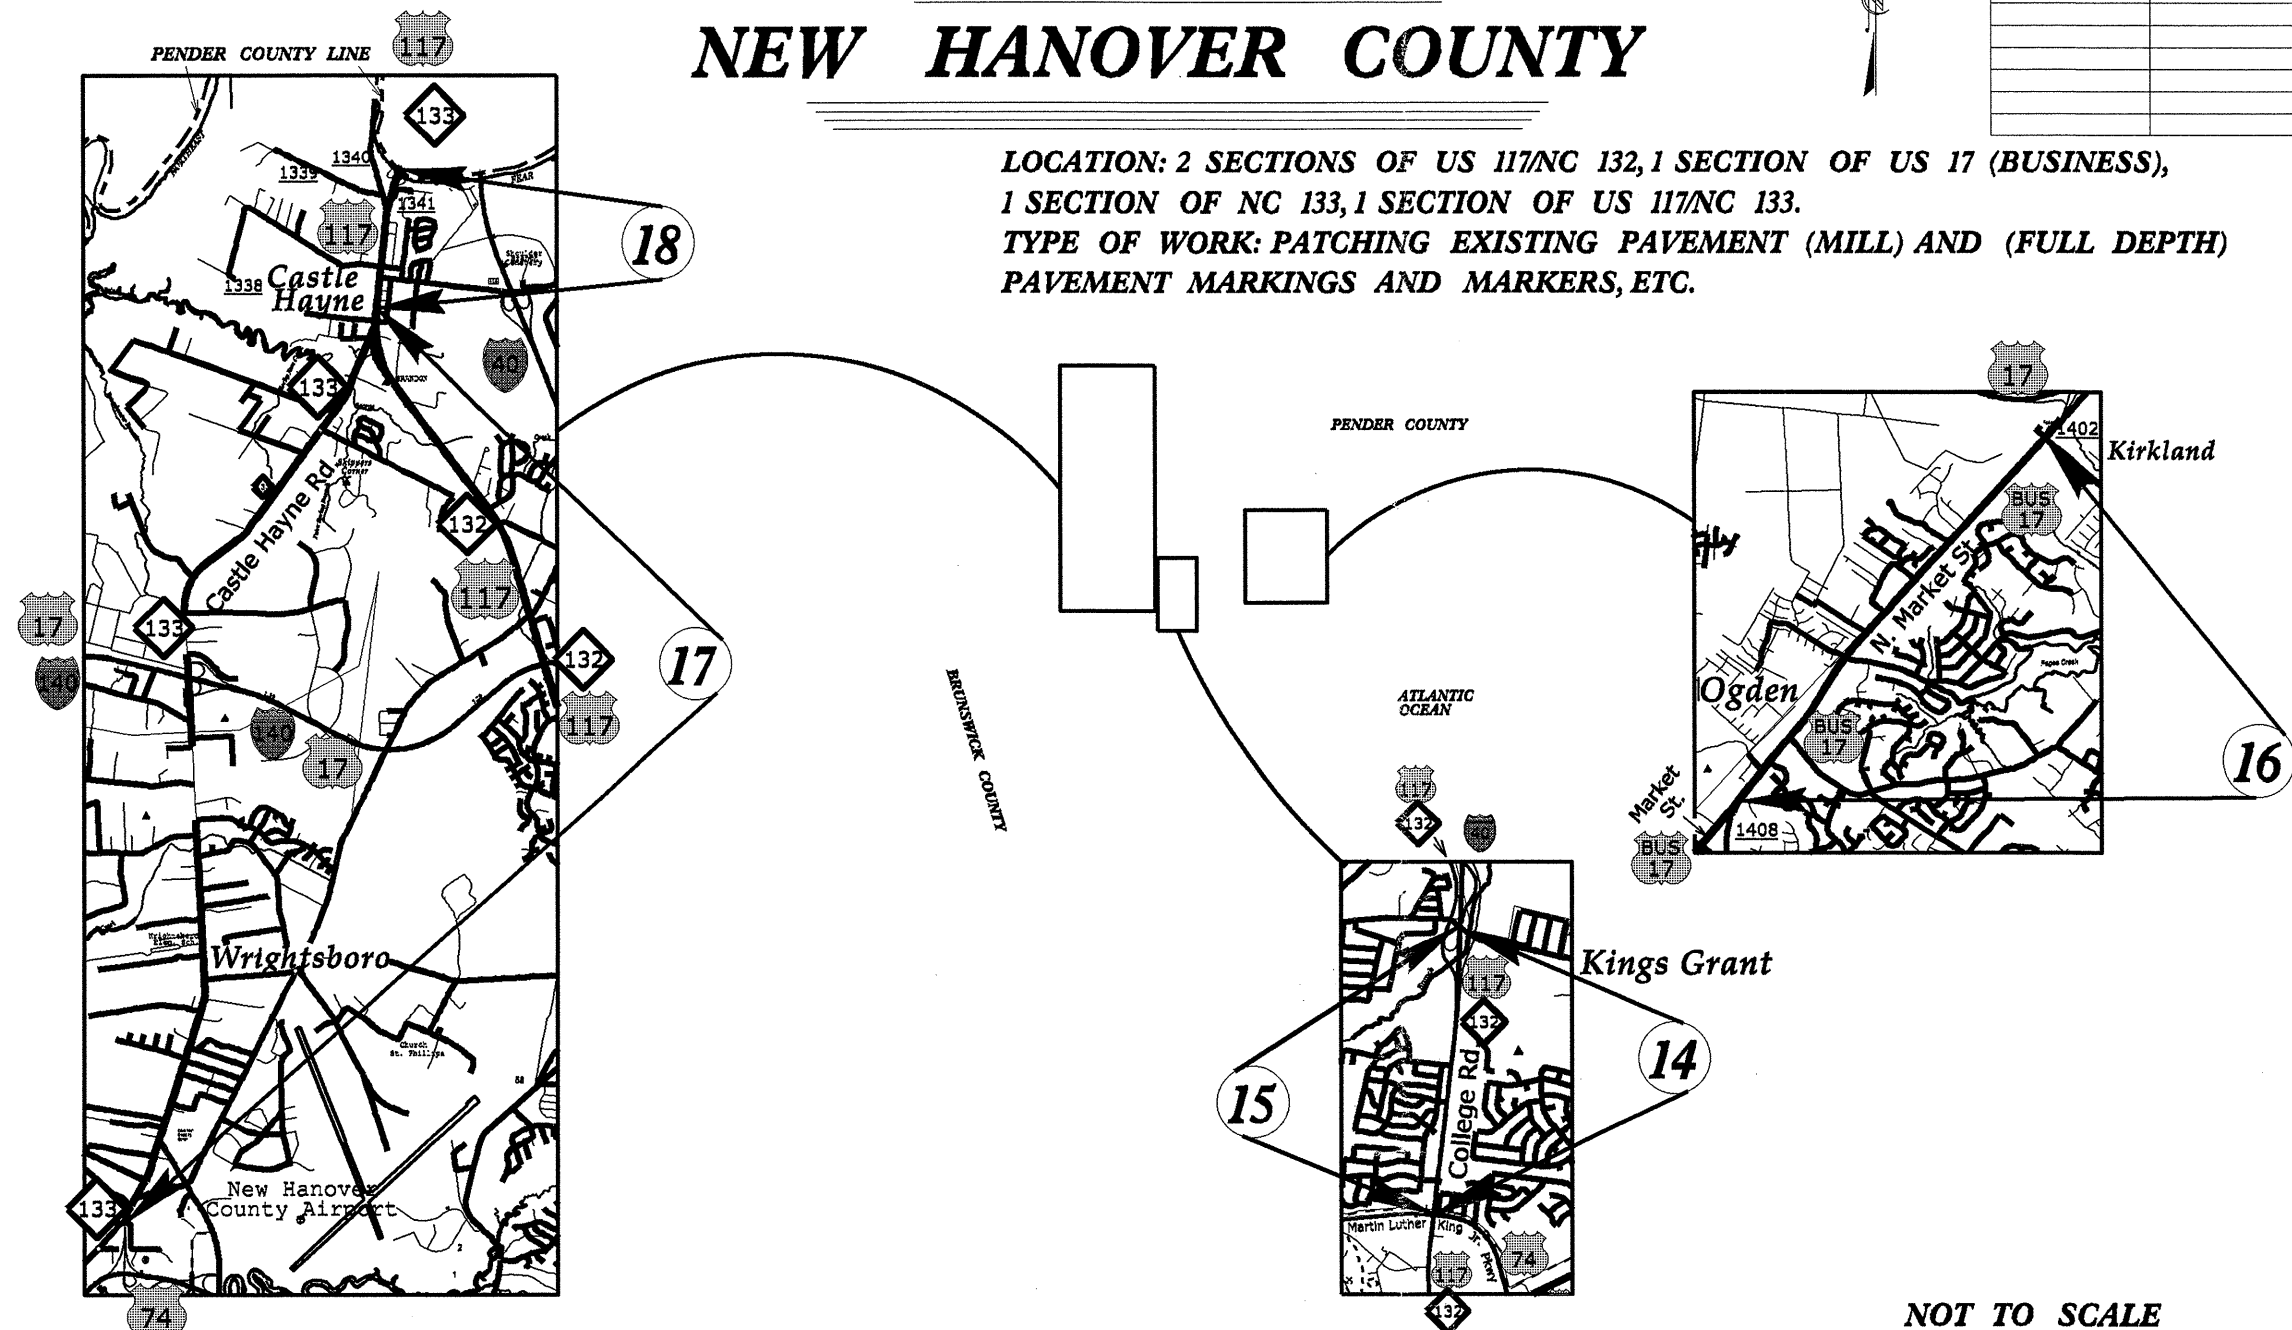 NEW HANOVER COUNTY
LOCATION: 2 SECTIONS OF US 117/NC 132, 1 SECTION OF US 17 (BUSINESS),
1 SECTION OF NC 133, 1 SECTION OF US 117/NC 133.
TYPE OF WORK: PATCHING EXISTING PAVEMENT (MILL) AND (FULL DEPTH)
PAVEMENT MARKINGS AND MARKERS, ETC.
PENDER COUNTY LINE
117
133
1340
1339
FEAR
1341
117
18
1338
Castle
Hayne
133
40
Castle Hayne Rd.
132
117
17
133
140
132
117
17
140
17
Wrightsboro
Church
St. Phillips
New Hanover
County Airport
133
74
PENDER COUNTY
BRUNSWICK COUNTY
ATLANTIC
OCEAN
17
1402
Kirkland
BUS
17
N. Market St.
Ogden
BUS
17
16
Market
St.
1408
BUS
17
117
132
40
Kings Grant
117
132
14
15
College Rd
Martin Luther King Jr. Pkwy
74
117
132
NOT TO SCALE